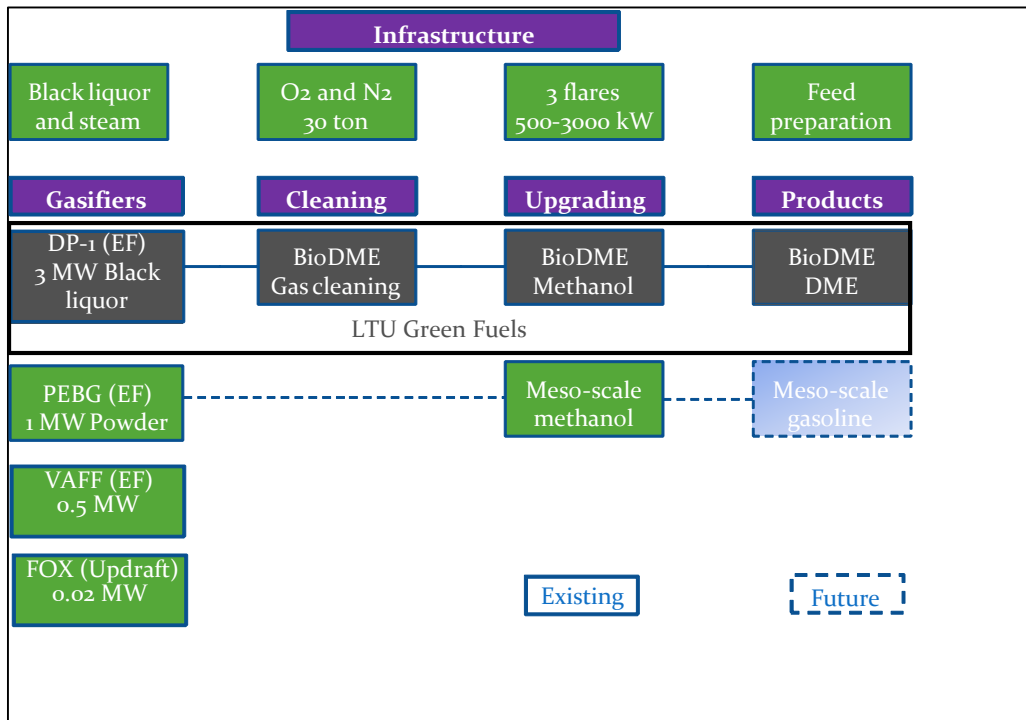 Infrastructure
Black liquor
and steam
O2 and N2
30 ton
3 flares
500-3000 kW
Feed
preparation
Gasifiers
Cleaning
Upgrading
Products
DP-1 (EF)
3 MW Black
liquor
BioDME
Gas cleaning
BioDME
Methanol
BioDME
DME
LTU Green Fuels
PEBG (EF)
1 MW Powder
Meso-scale
methanol
Meso-scale
gasoline
VAFF (EF)
0.5 MW
FOX (Updraft)
0.02 MW
Existing
Future